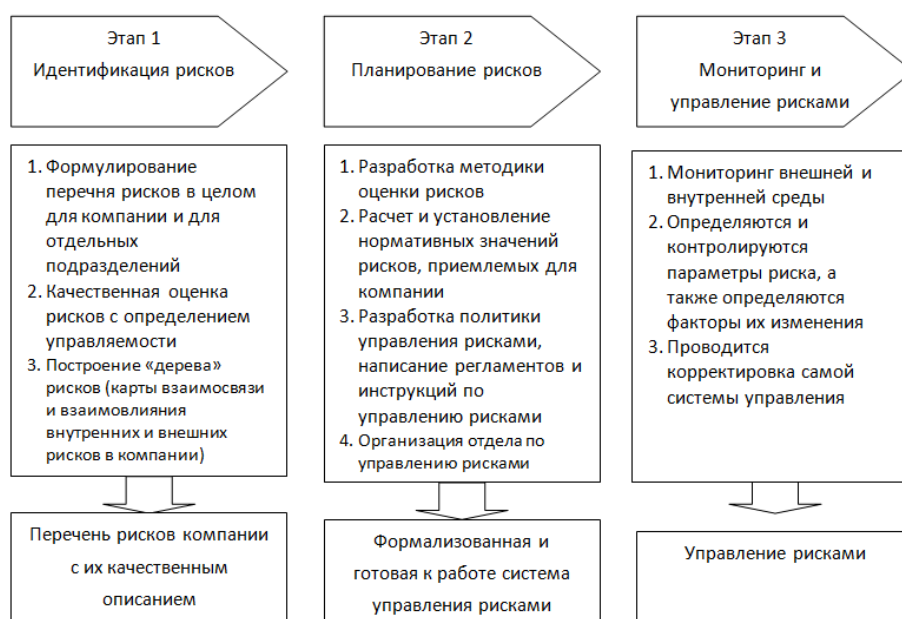 Этап 1
Идентификация рисков
Этап 2
Планирование рисков
Этап 3
Мониторинг и
управление рисками
1. Формулирование
перечня рисков в целом
для компании и для
отдельных
подразделений
2. Качественная оценка
рисков с определением
управляемости
3. Построение «дерева»
рисков (карты взаимосвязи
и взаимовлияния
внутренних и внешних
рисков в компании)
1. Разработка методики
оценки рисков
2. Расчет и установление
нормативных значений
рисков, приемлемых для
компании
3. Разработка политики
управления рисками,
написание регламентов и
инструкций по
управлению рисками
4. Организация отдела по
управлению рисками
1. Мониторинг внешней и
внутренней среды
2. Определяются и
контролируются
параметры риска, а
также определяются
факторы их изменения
3. Проводится
корректировка самой
системы управления
Перечень рисков компании
с их качественным
описанием
Формализованная и
готовая к работе система
управления рисками
Управление рисками